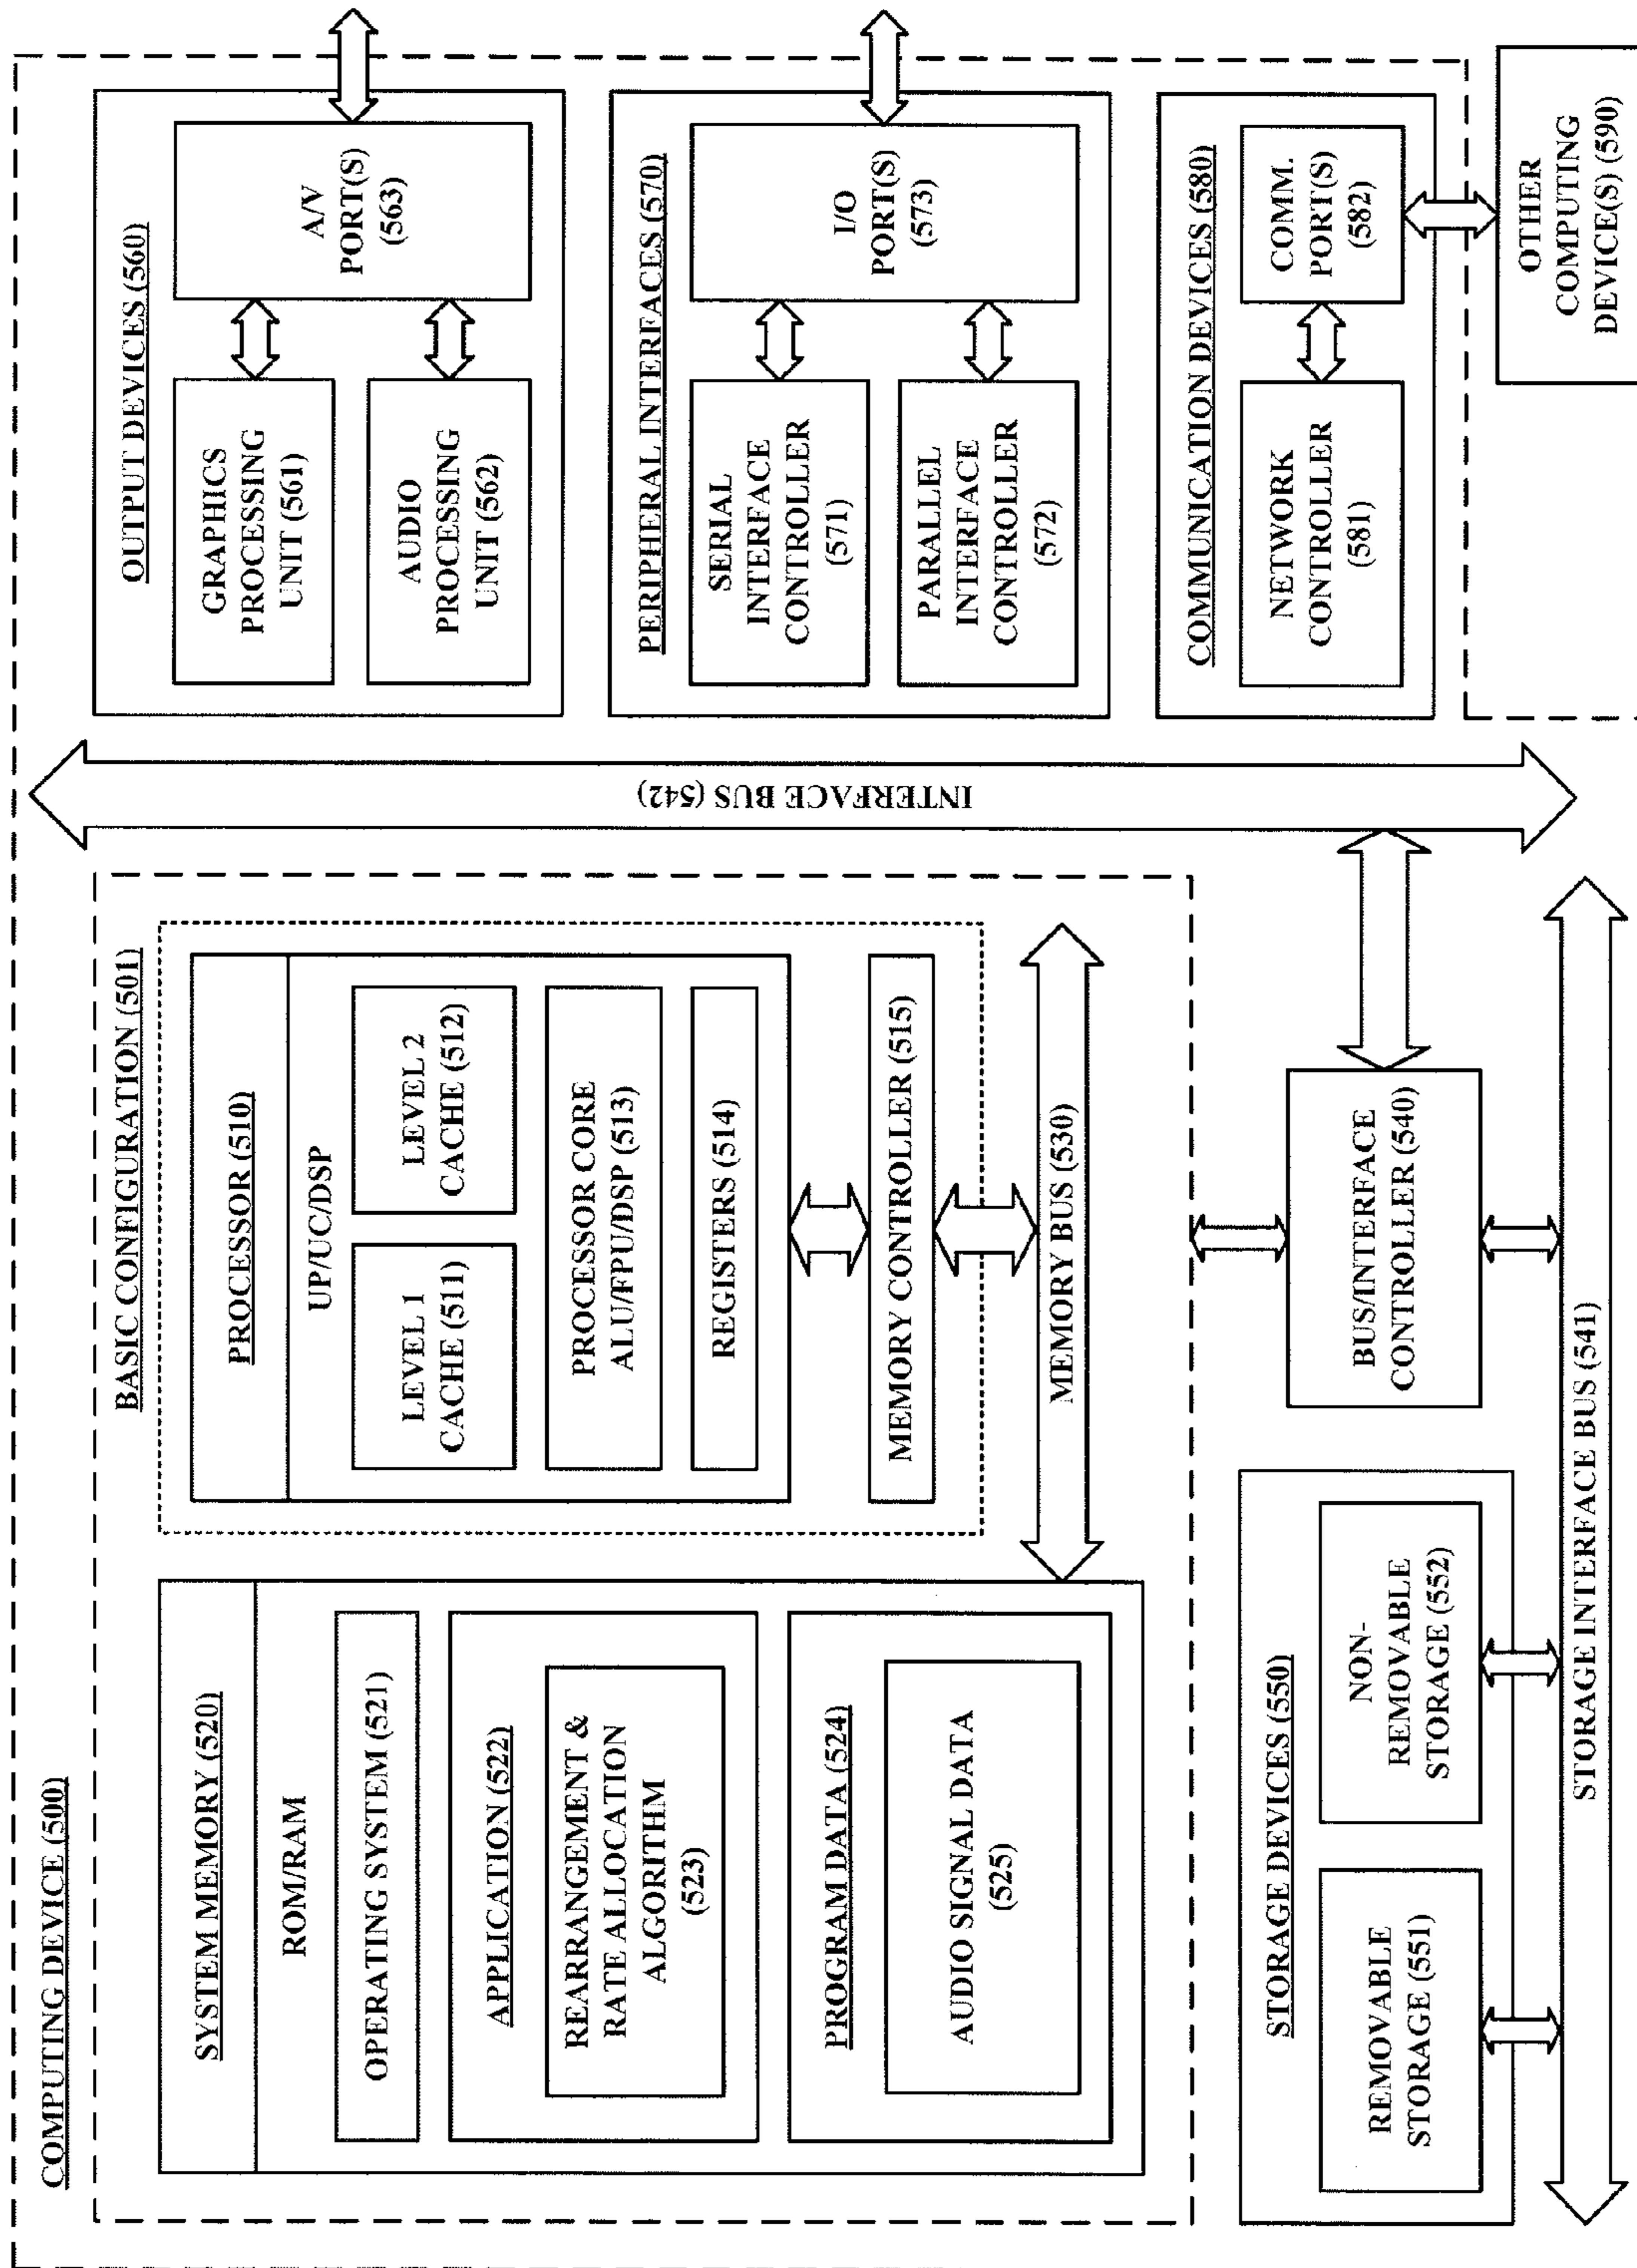 COMPUTING DEVICE (500)
BASIC CONFIGURATION (501)
SYSTEM MEMORY (520)
ROM/RAM
OPERATING SYSTEM (521)
APPLICATION (522)
REARRANGEMENT &
RATE ALLOCATION
ALGORITHM
(523)
PROGRAM DATA (524)
AUDIO SIGNAL DATA
(525)
PROCESSOR (510)
UP/UC/DSP
LEVEL 1
CACHE (511)
LEVEL 2
CACHE (512)
PROCESSOR CORE
ALU/FPU/DSP (513)
REGISTERS (514)
MEMORY CONTROLLER (515)
MEMORY BUS (530)
BUS/INTERFACE
CONTROLLER (540)
STORAGE DEVICES (550)
REMOVABLE
STORAGE (551)
NON-
REMOVABLE
STORAGE (552)
STORAGE INTERFACE BUS (541)
INTERFACE BUS (542)
OUTPUT DEVICES (560)
GRAPHICS
PROCESSING
UNIT (561)
AUDIO
PROCESSING
UNIT (562)
A/V
PORT(S)
(563)
PERIPHERAL INTERFACES (570)
SERIAL
INTERFACE
CONTROLLER
(571)
PARALLEL
INTERFACE
CONTROLLER
(572)
I/O
PORT(S)
(573)
COMMUNICATION DEVICES (580)
NETWORK
CONTROLLER
(581)
COMM.
PORT(S)
(582)
OTHER
COMPUTING
DEVICE(S) (590)